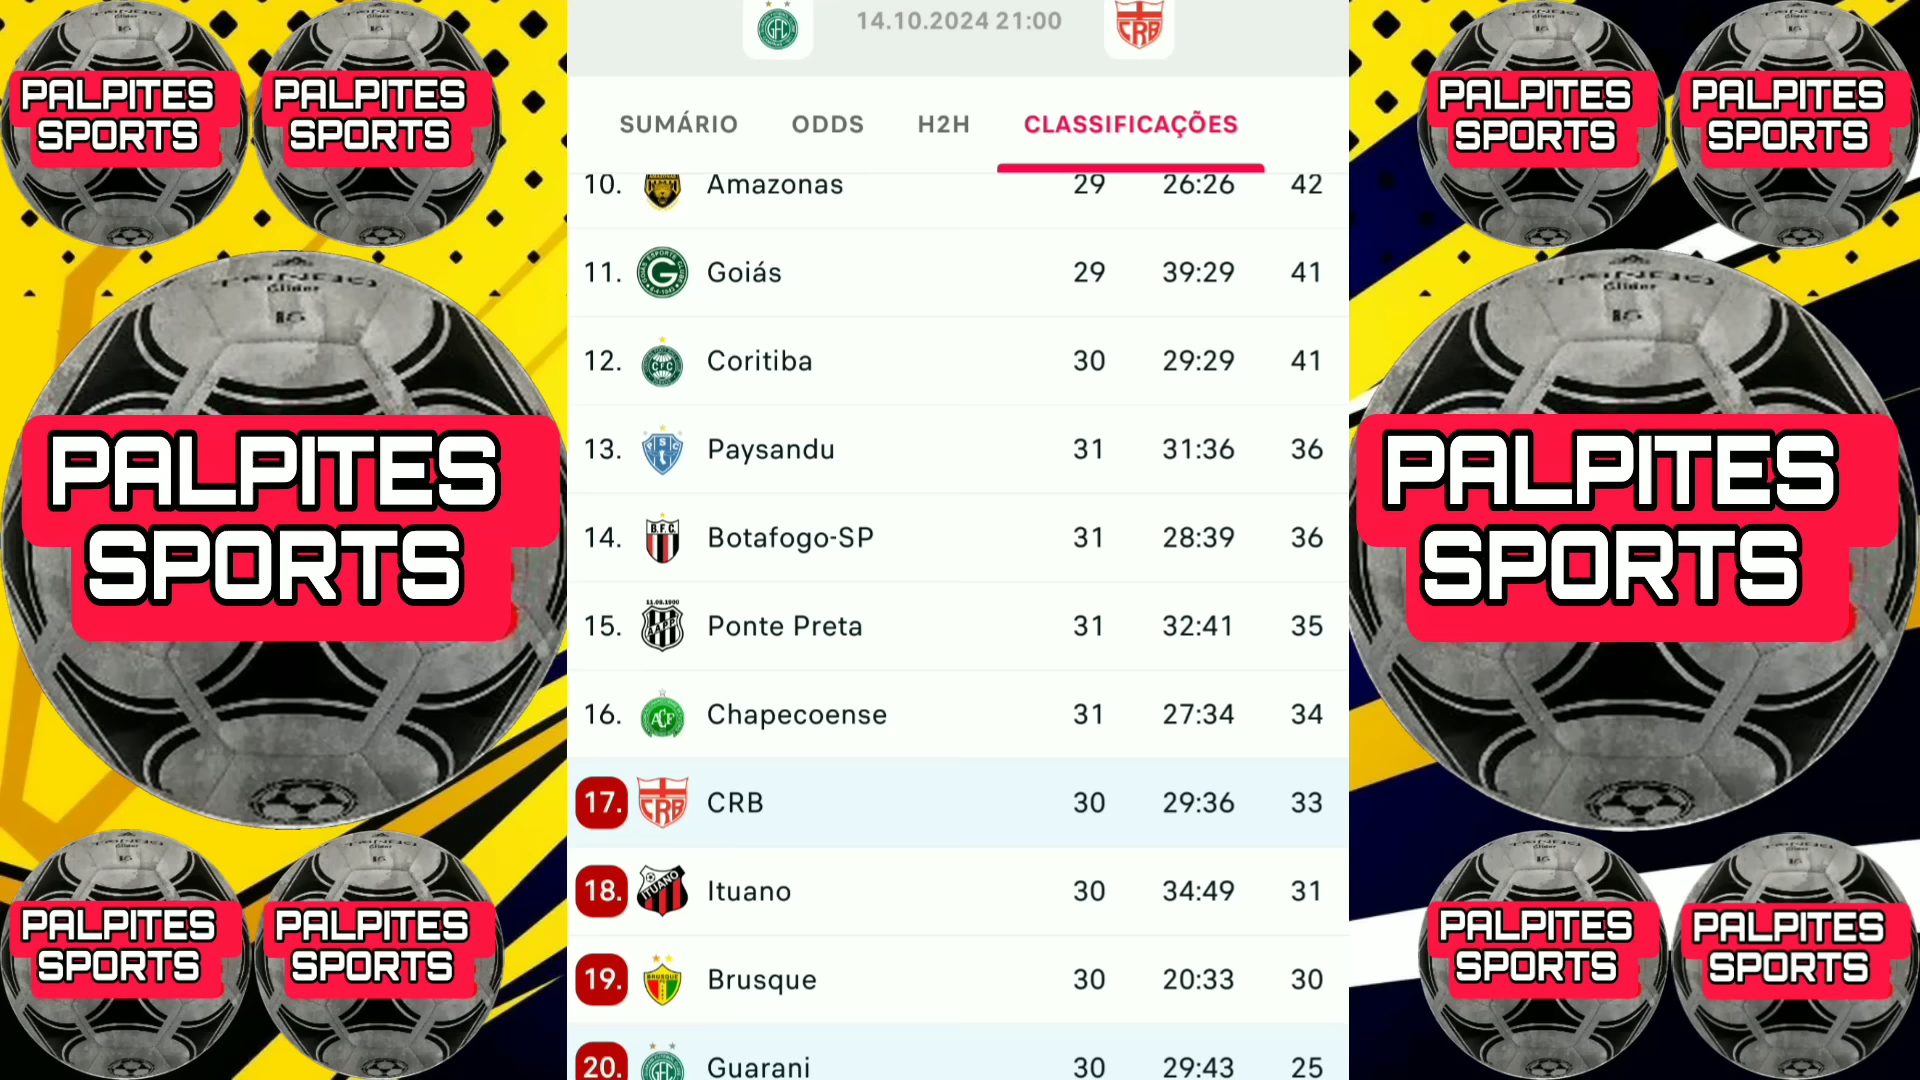 PALPITES
SPORTS
PALPITES
SPORTS
PALPITES
SPORTS
PALPITES
SPORTS
PALPITES
SPORTS
14.10.2024 21:00
CRB
SUMÁRIO ODDS H2H CLASSIFICAÇÕES
10. Amazonas 29 26:26 42
11. Goiás 29 39:29 41
12. Coritiba 30 29:29 41
13. Paysandu 31 31:36 36
14. Botafogo-SP 31 28:39 36
15. Ponte Preta 31 32:41 35
16. Chapecoense 31 27:34 34
17. CRB 30 29:36 33
18. Ituano 30 34:49 31
19. Brusque 30 20:33 30
20. Guarani 30 29:43 25
PALPITES
SPORTS
PALPITES
SPORTS
PALPITES
SPORTS
PALPITES
SPORTS
PALPITES
SPORTS